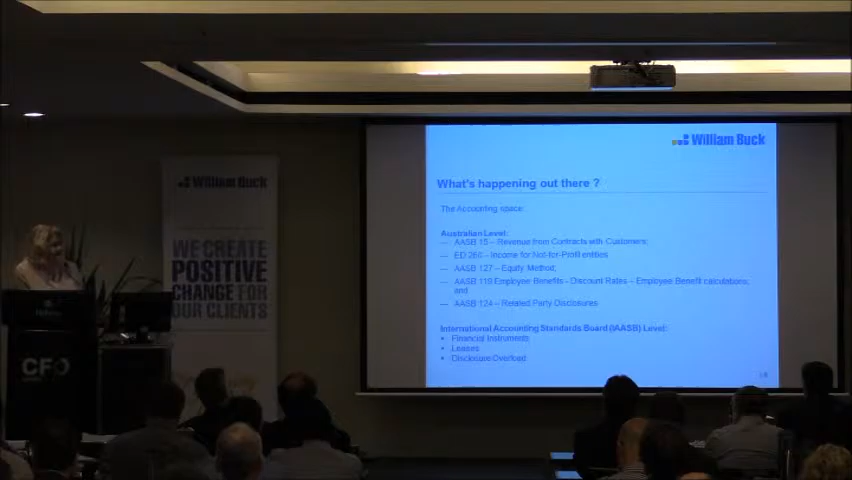 William Buck
What's happening out there ?
The Accounting space:
Australian Level:
— AASB 15 – Revenue from Contracts with Customers;
— ED 260 – Income for Not-for-Profit entities
— AASB 127 – Equity Method;
— AASB 119 Employee Benefits - Discount Rates – Employee Benefit calculations;
and
— AASB 124 – Related Party Disclosures
International Accounting Standards Board (IAASB) Level:
• Financial Instruments
• Leases
• Disclosure Overload
William Buck
WE CREATE
POSITIVE
CHANGE FOR
OUR CLIENTS
CFO